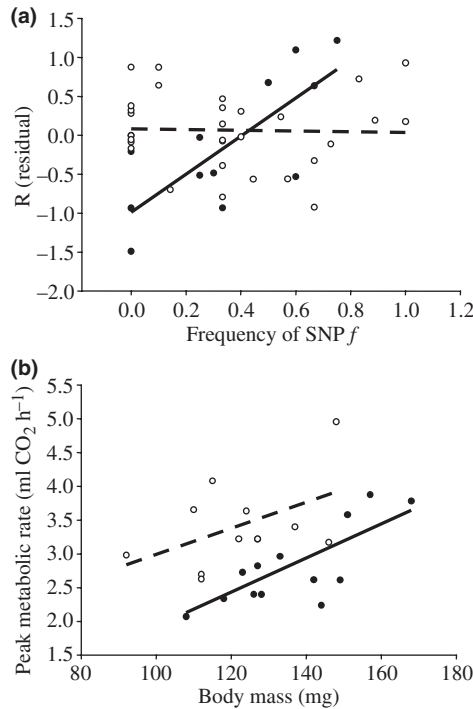 (a)
1.5
1.0
0.5
0.0
−0.5
−1.0
−1.5
−2.0
R (residual)
0.0 0.2 0.4 0.6 0.8 1.0 1.2
Frequency of SNP f
(b)
5.5
5.0
4.5
4.0
3.5
3.0
2.5
2.0
1.5
Peak metabolic rate (ml CO₂ h⁻¹)
80 100 120 140 160 180
Body mass (mg)